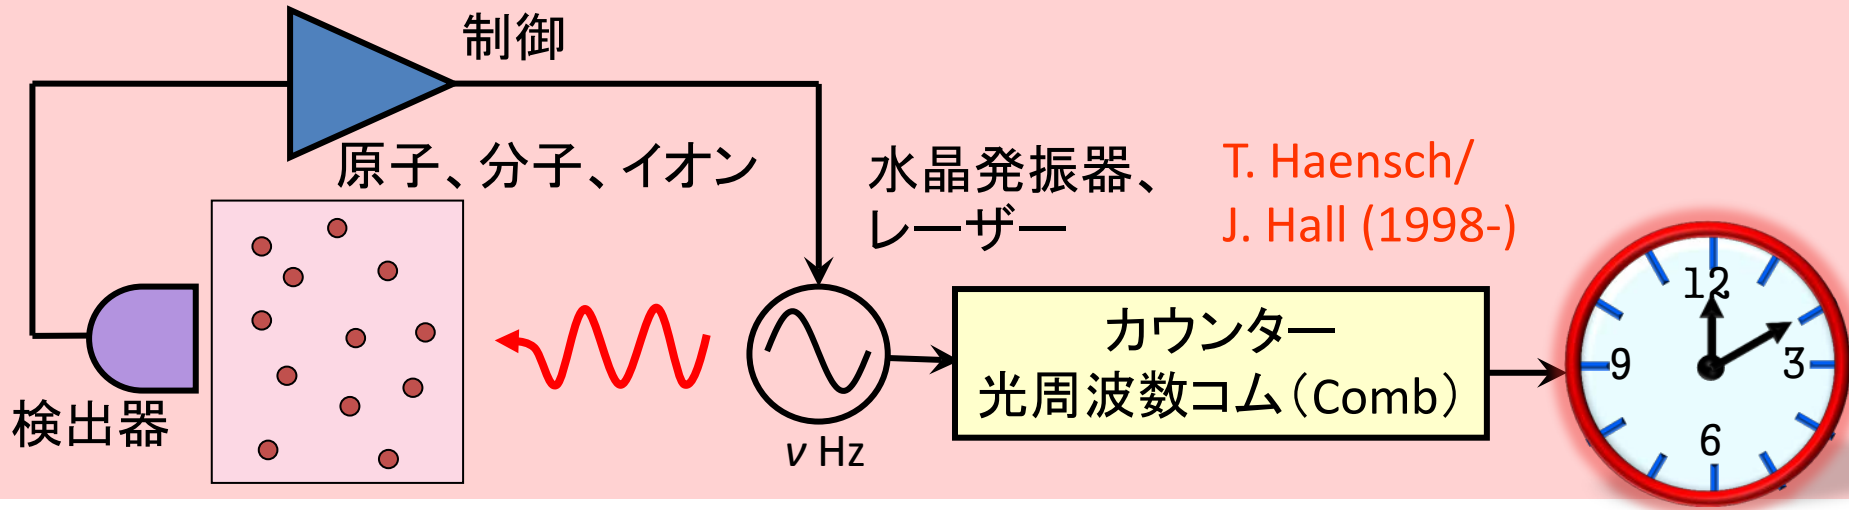 制御
原子、分子、イオン
水晶発振器、
レーザー
T. Haensch/
J. Hall (1998-)
検出器
ν Hz
カウンター
光周波数コム（Comb）
12
9
3
6